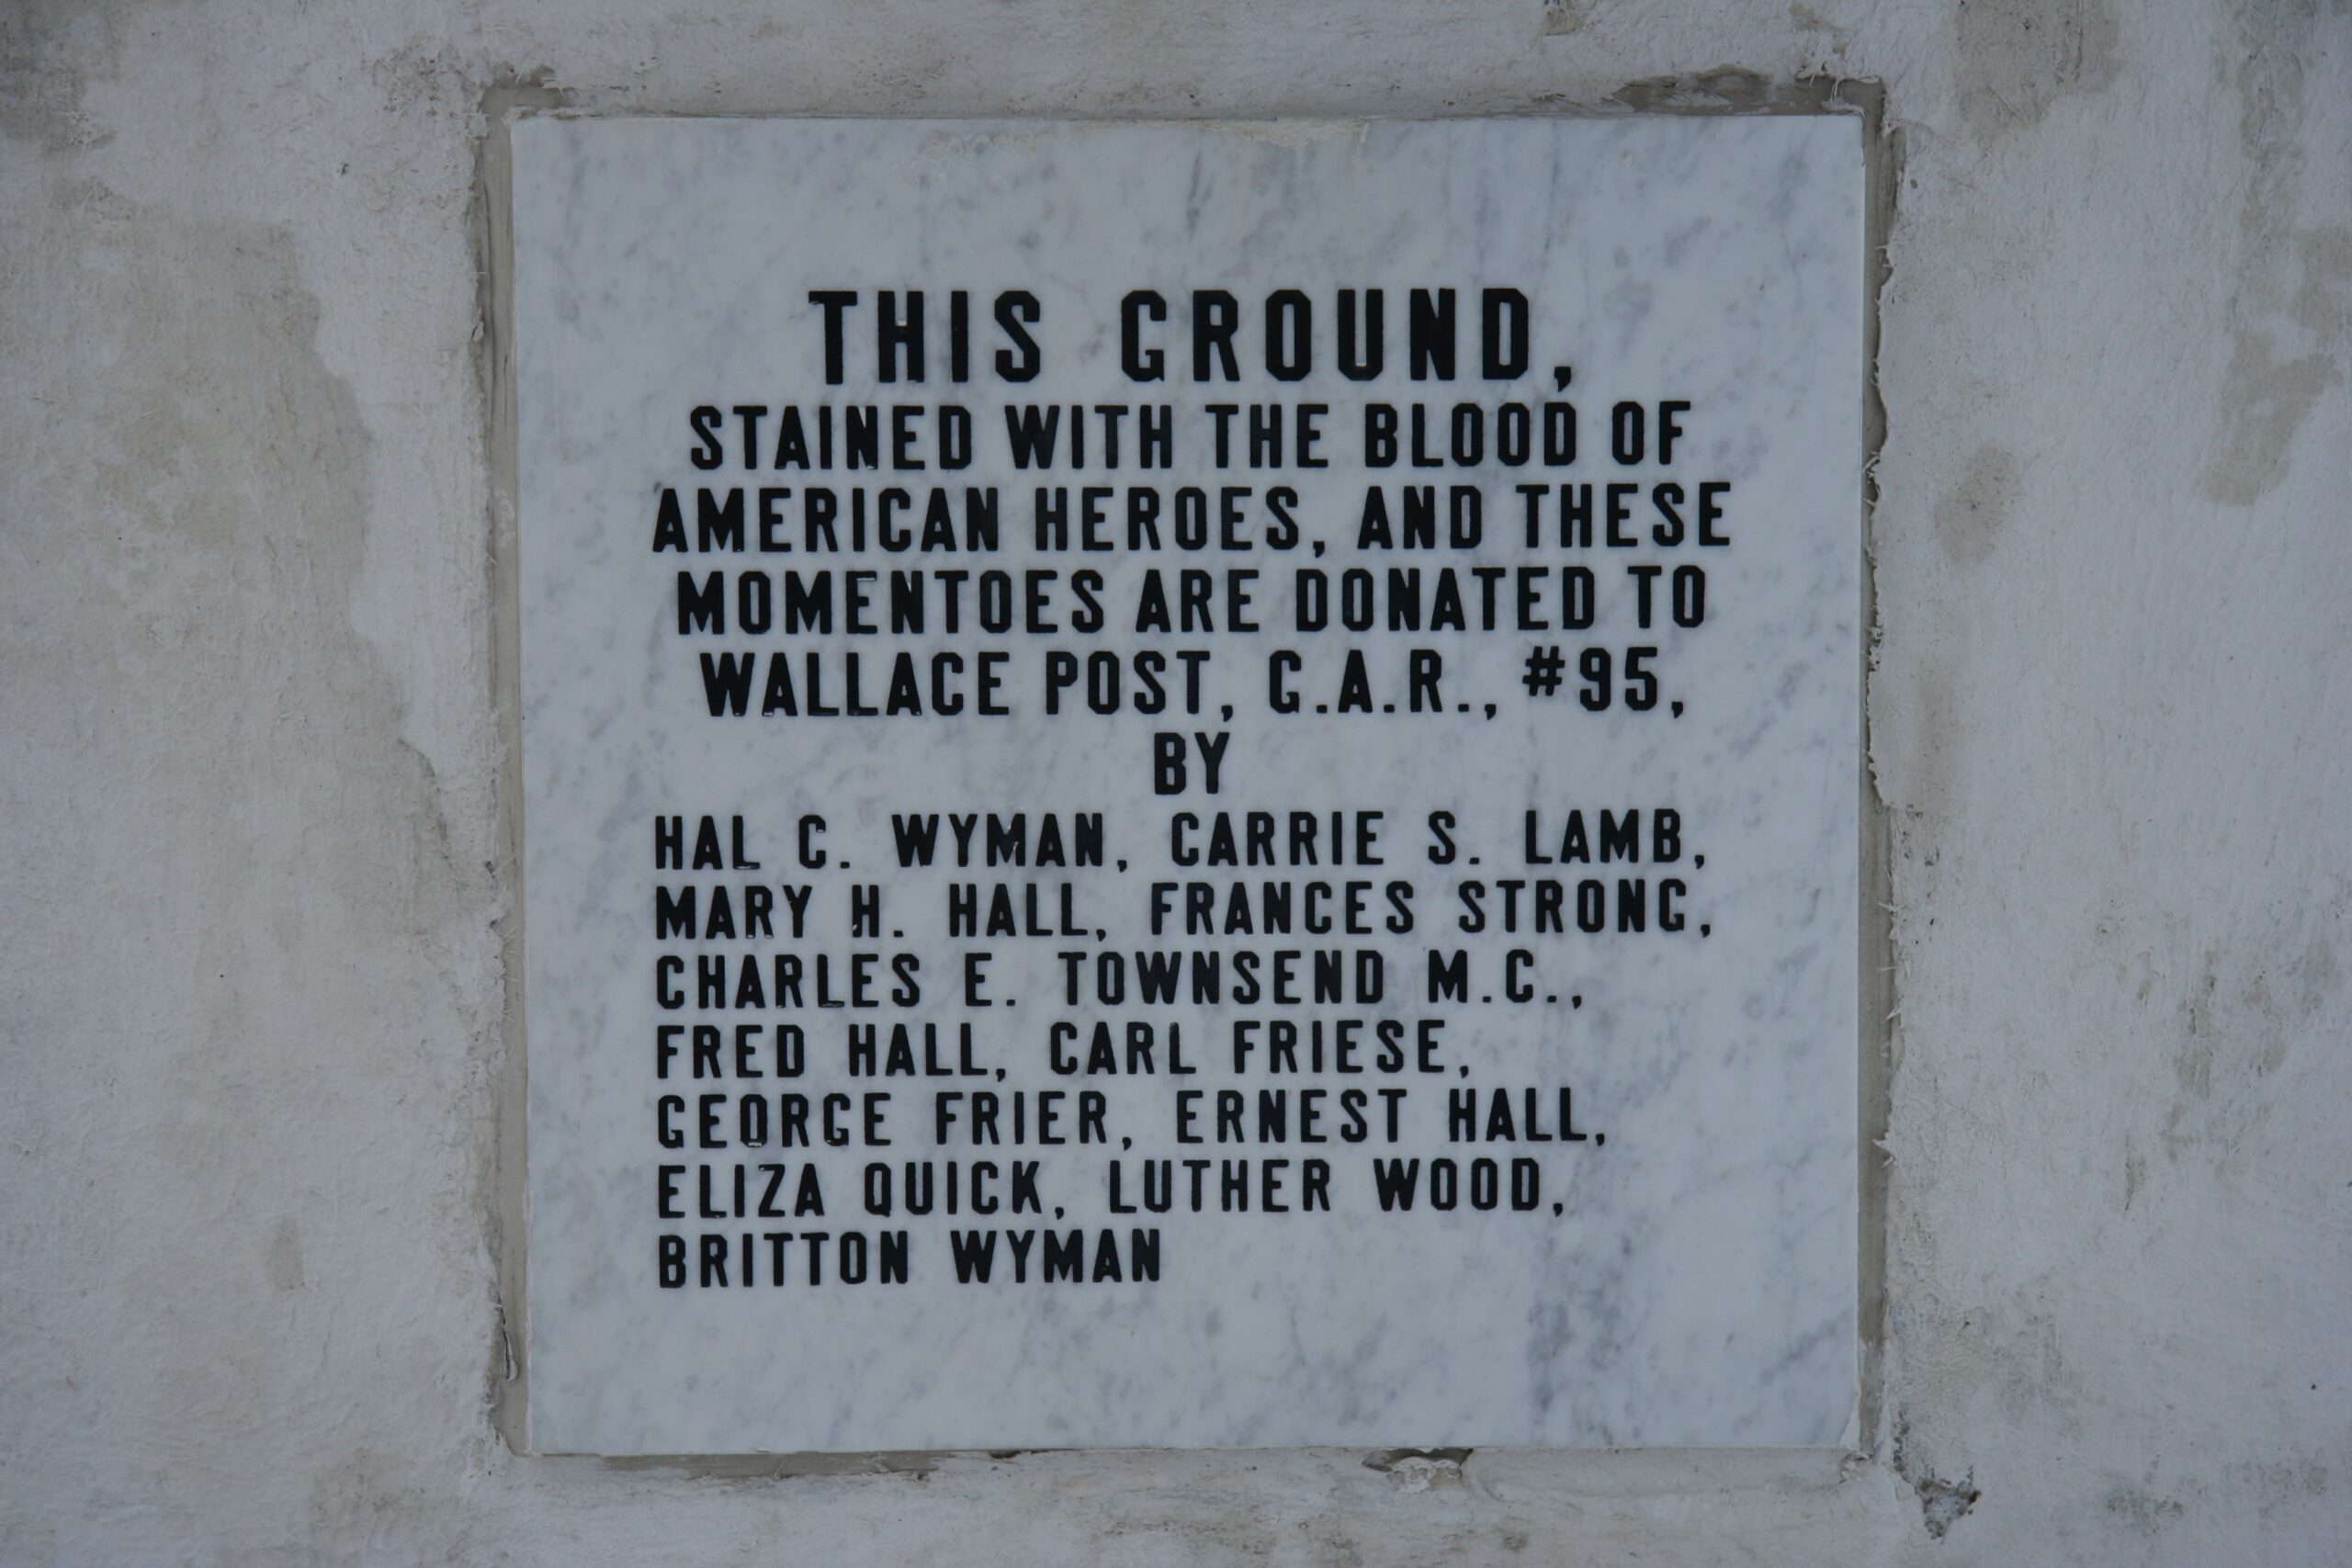 THIS GROUND,
STAINED WITH THE BLOOD OF
AMERICAN HEROES, AND THESE
MOMENTOES ARE DONATED TO
WALLACE POST, G.A.R., #95,
BY
HAL C. WYMAN, CARRIE S. LAMB,
MARY H. HALL, FRANCES STRONG,
CHARLES E. TOWNSEND M.C.,
FRED HALL, CARL FRIESE,
GEORGE FRIER, ERNEST HALL,
ELIZA QUICK, LUTHER WOOD,
BRITTON WYMAN